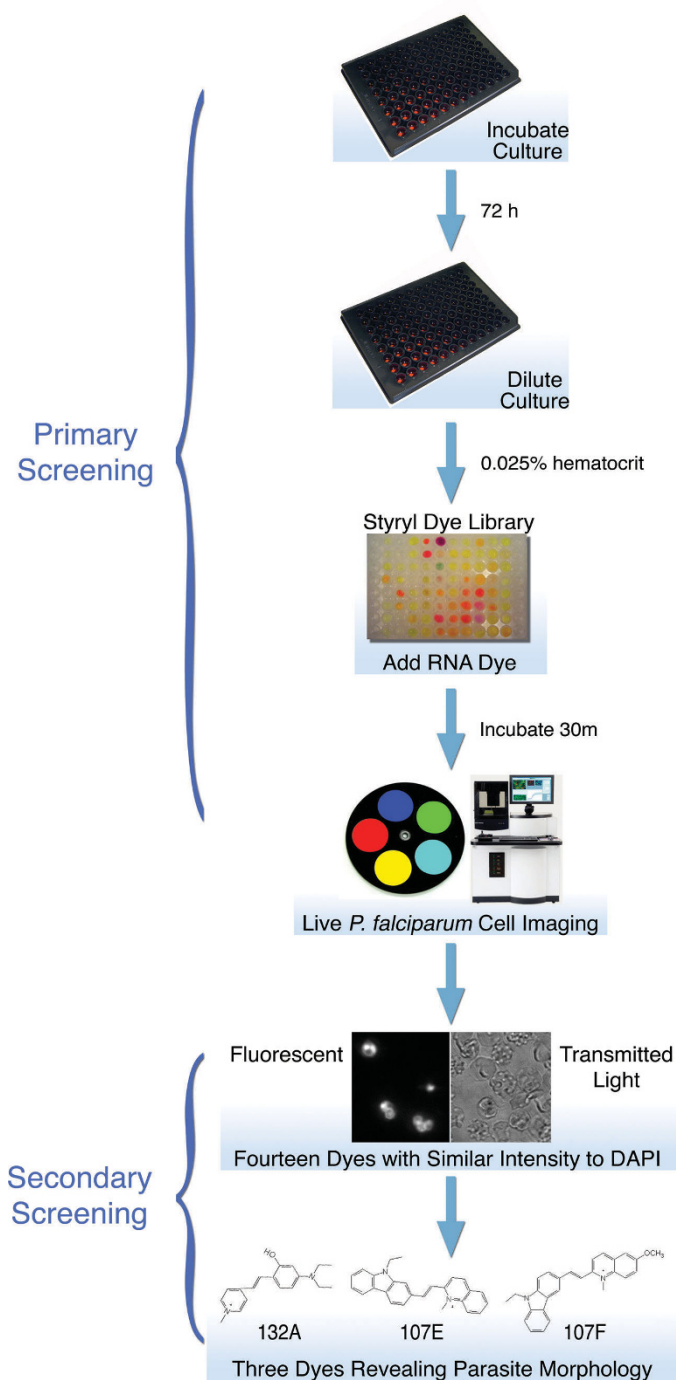 Incubate
Culture
72 h
Dilute
Culture
Primary
Screening
0.025% hematocrit
Styryl Dye Library
Add RNA Dye
Incubate 30m
Live P. falciparum Cell Imaging
Fluorescent
Transmitted
Light
Fourteen Dyes with Similar Intensity to DAPI
Secondary
Screening
HO
N
N
N
N
N
N
OCH3
132A
107E
107F
Three Dyes Revealing Parasite Morphology